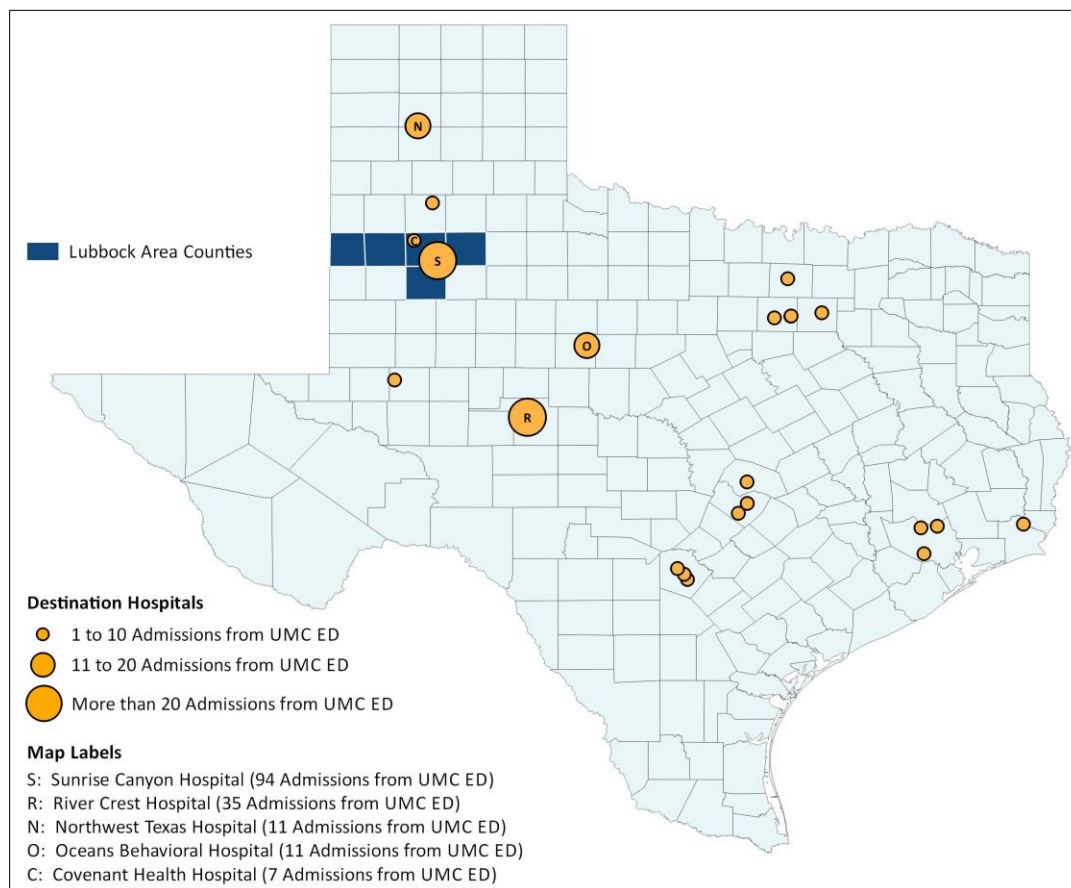 N
C
Lubbock Area Counties
S
O
R
Destination Hospitals
1 to 10 Admissions from UMC ED
11 to 20 Admissions from UMC ED
More than 20 Admissions from UMC ED
Map Labels
S: Sunrise Canyon Hospital (94 Admissions from UMC ED)
R: River Crest Hospital (35 Admissions from UMC ED)
N: Northwest Texas Hospital (11 Admissions from UMC ED)
O: Oceans Behavioral Hospital (11 Admissions from UMC ED)
C: Covenant Health Hospital (7 Admissions from UMC ED)